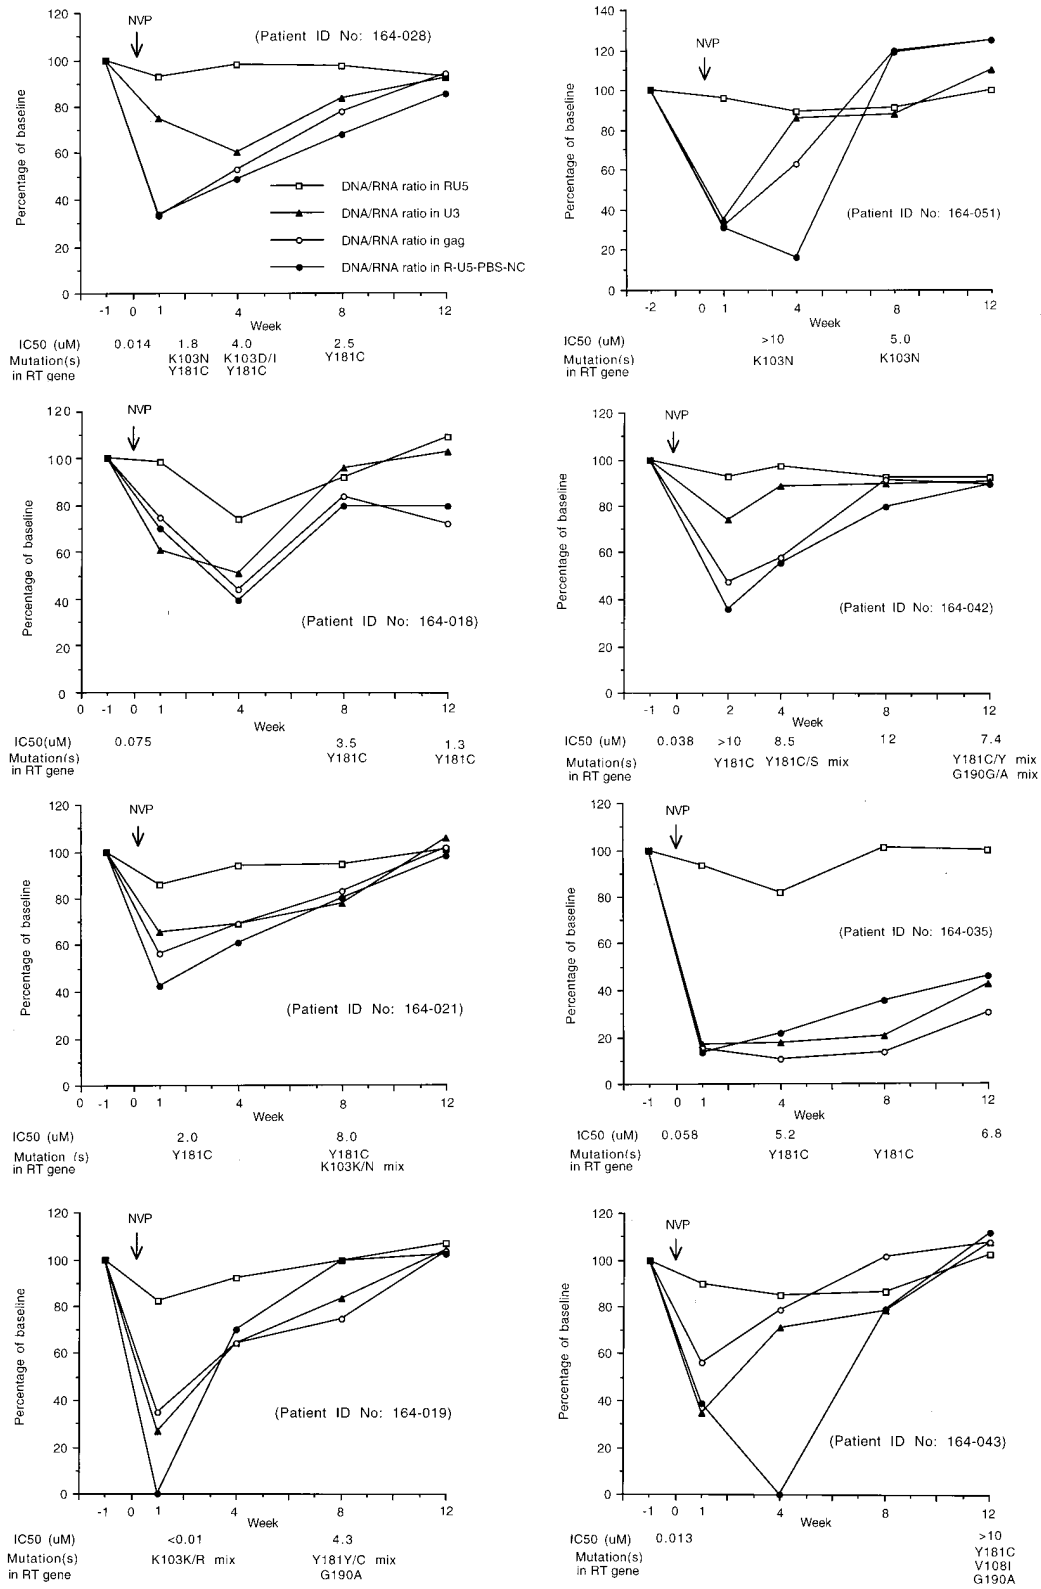 NVP
(Patient ID No: 164-028)
Percentage of baseline
120
100
80
60
40
20
0
DNA/RNA ratio in RU5
DNA/RNA ratio in U3
DNA/RNA ratio in gag
DNA/RNA ratio in R-U5-PBS-NC
-1 0 1 4 8 12
Week
IC50 (uM) 0.014 1.8 4.0 2.5
Mutation(s) K103N K103D/I Y181C
in RT gene Y181C Y181C
NVP
(Patient ID No: 164-051)
Percentage of baseline
140
120
100
80
60
40
20
0
-2 0 1 4 8 12
Week
IC50 (uM) >10 5.0
Mutation(s) K103N K103N
in RT gene
NVP
(Patient ID No: 164-018)
Percentage of baseline
120
100
80
60
40
20
0
0 -1 0 1 4 8 12
Week
IC50(uM) 0.075 3.5 1.3
Mutation(s) Y181C Y181C
in RT gene
NVP
(Patient ID No: 164-042)
Percentage of baseline
120
100
80
60
40
20
0
-1 0 2 4 8 12
Week
IC50 (uM) 0.038 >10 8.5 12 7.4
Mutation(s) Y181C Y181C/S mix Y181C/Y mix
in RT gene G190G/A mix
NVP
(Patient ID No: 164-021)
Percentage of baseline
120
100
80
60
40
20
0
0 -1 0 1 4 8 12
Week
IC50 (uM) 2.0 8.0
Mutation (s) Y181C Y181C
in RT gene K103K/N mix
NVP
(Patient ID No: 164-035)
Percentage of baseline
120
100
80
60
40
20
0
-1 0 1 4 8 12
Week
IC50 (uM) 0.058 5.2 6.8
Mutation(s) Y181C Y181C
in RT gene
NVP
(Patient ID No: 164-019)
Percentage of baseline
120
100
80
60
40
20
0
-1 0 1 4 8 12
Week
IC50 (uM) <0.01 4.3
Mutation(s) K103K/R mix Y181Y/C mix
in RT gene G190A
NVP
(Patient ID No: 164-043)
Percentage of baseline
120
100
80
60
40
20
0
-1 0 1 4 8 12
Week
IC50 (uM) 0.013 >10
Mutation(s) Y181C
in RT gene V108I
G190A